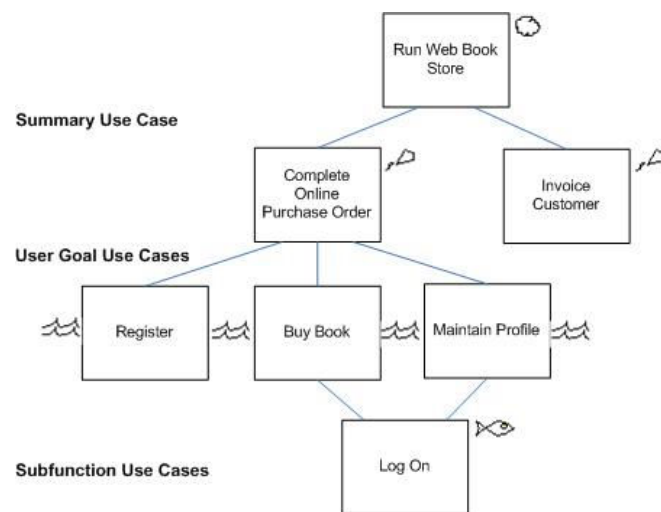 Run Web Book
Store
Summary Use Case
Complete
Online
Purchase Order
Invoice
Customer
User Goal Use Cases
Register
Buy Book
Maintain Profile
Log On
Subfunction Use Cases